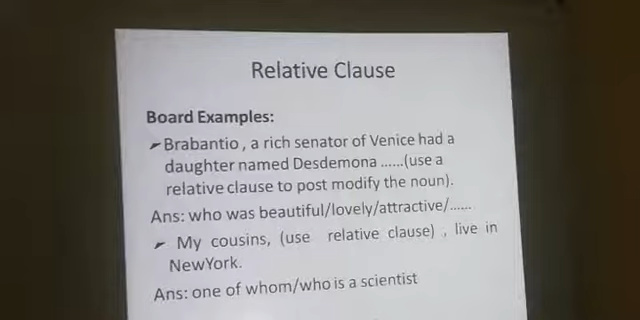 Relative Clause
Board Examples:
➤ Brabantio , a rich senator of Venice had a
daughter named Desdemona ......(use a
relative clause to post modify the noun).
Ans: who was beautiful/lovely/attractive/......
➤ My cousins, (use relative clause) , live in
NewYork.
Ans: one of whom/who is a scientist